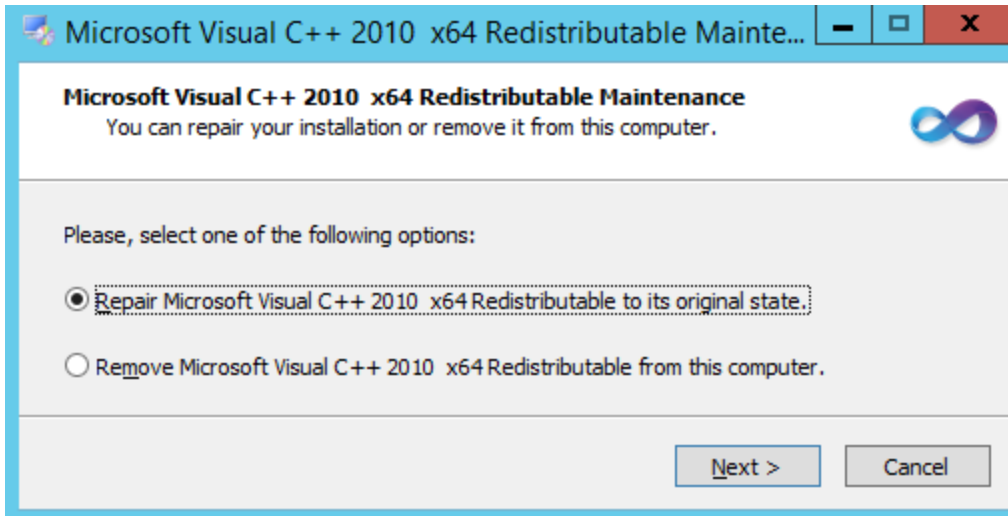 Microsoft Visual C++ 2010  x64 Redistributable Mainte...
Microsoft Visual C++ 2010  x64 Redistributable Maintenance
You can repair your installation or remove it from this computer.
Please, select one of the following options:
Repair Microsoft Visual C++ 2010  x64 Redistributable to its original state.
Remove Microsoft Visual C++ 2010  x64 Redistributable from this computer.
Next >
Cancel